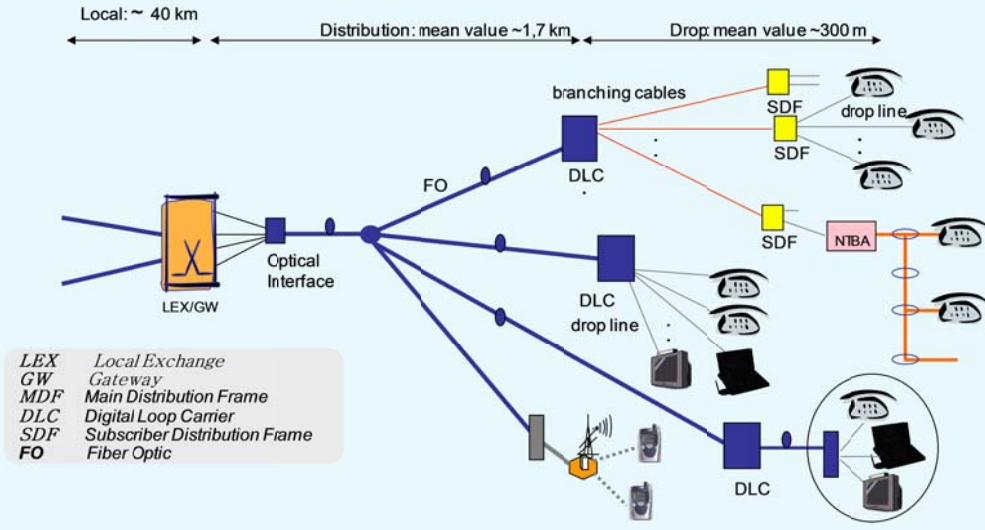 Local: ~ 40 km
Distribution: mean value ~1,7 km
Drop: mean value ~300 m
branching cables
SDF
drop line
SDF
DLC
FO
SDF
NTBA
Optical
Interface
LEX/GW
DLC
drop line
DLC
LEX Local Exchange
GW Gateway
MDF Main Distribution Frame
DLC Digital Loop Carrier
SDF Subscriber Distribution Frame
FO Fiber Optic